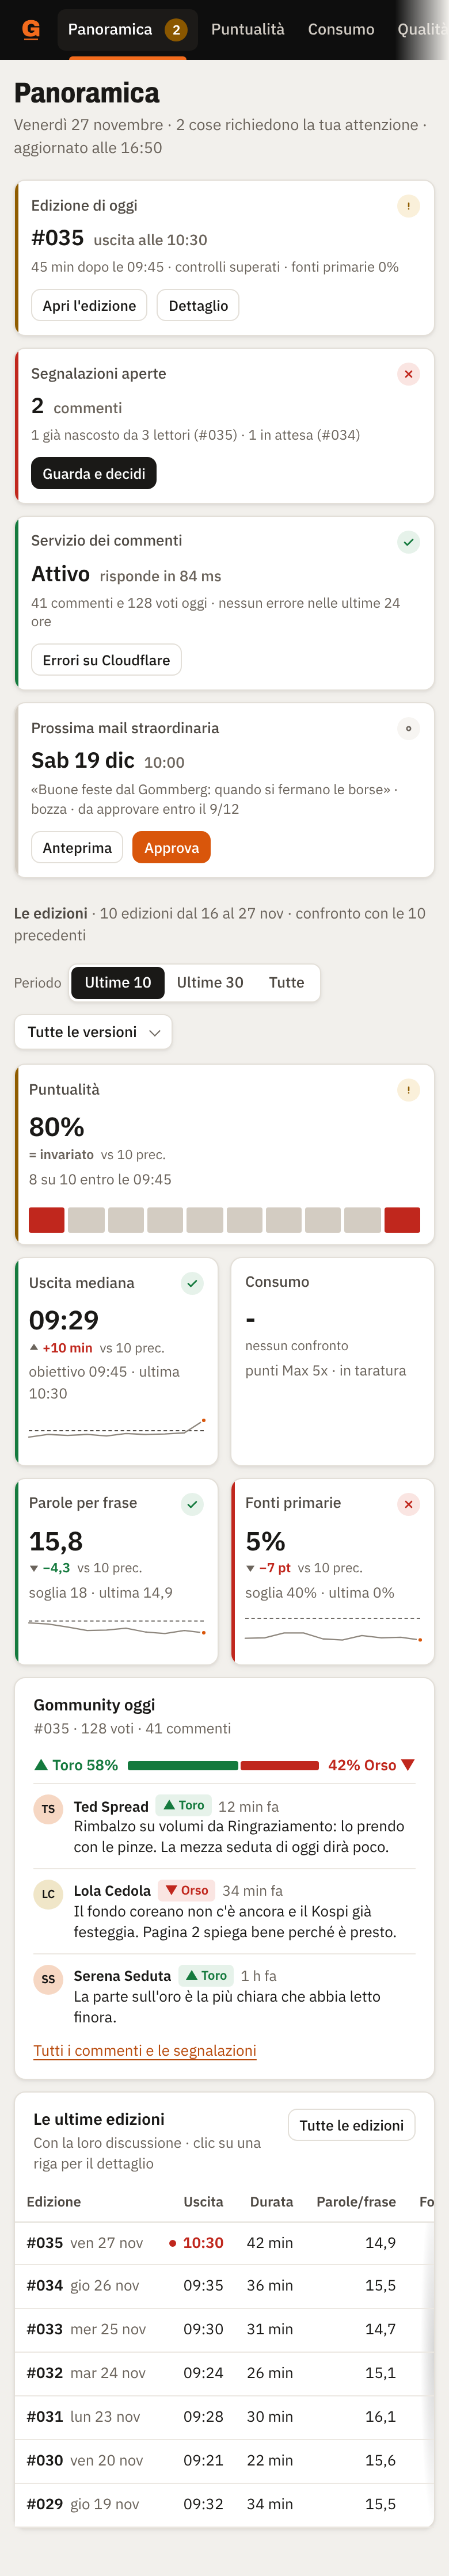 G Panoramica 2 Puntualità Consumo Qualità
Panoramica
Venerdì 27 novembre · 2 cose richiedono la tua attenzione ·
aggiornato alle 16:50
Edizione di oggi !
#035 uscita alle 10:30
45 min dopo le 09:45 · controlli superati · fonti primarie 0%
Apri l'edizione Dettaglio
Segnalazioni aperte
2 commenti
1 già nascosto da 3 lettori (#035) · 1 in attesa (#034)
Guarda e decidi
Servizio dei commenti
Attivo risponde in 84 ms
41 commenti e 128 voti oggi · nessun errore nelle ultime 24
ore
Errori su Cloudflare
Prossima mail straordinaria
Sab 19 dic 10:00
«Buone feste dal Gommberg: quando si fermano le borse» ·
bozza · da approvare entro il 9/12
Anteprima Approva
Le edizioni · 10 edizioni dal 16 al 27 nov · confronto con le 10
precedenti
Periodo Ultime 10 Ultime 30 Tutte
Tutte le versioni
Puntualità !
80%
= invariato vs 10 prec.
8 su 10 entro le 09:45
Uscita mediana
09:29
▲ +10 min vs 10 prec.
obiettivo 09:45 · ultima
10:30
Consumo
-
nessun confronto
punti Max 5x · in taratura
Parole per frase
15,8
▼ −4,3 vs 10 prec.
soglia 18 · ultima 14,9
Fonti primarie
5%
▼ −7 pt vs 10 prec.
soglia 40% · ultima 0%
Gommunity oggi
#035 · 128 voti · 41 commenti
▲ Toro 58% 42% Orso ▼
TS Ted Spread ▲ Toro 12 min fa
Rimbalzo su volumi da Ringraziamento: lo prendo
con le pinze. La mezza seduta di oggi dirà poco.
LC Lola Cedola ▼ Orso 34 min fa
Il fondo coreano non c'è ancora e il Kospi già
festeggia. Pagina 2 spiega bene perché è presto.
SS Serena Seduta ▲ Toro 1 h fa
La parte sull'oro è la più chiara che abbia letto
finora.
Tutti i commenti e le segnalazioni
Le ultime edizioni
Con la loro discussione · clic su una
riga per il dettaglio
Tutte le edizioni
Edizione Uscita Durata Parole/frase Fo
#035 ven 27 nov ● 10:30 42 min 14,9
#034 gio 26 nov 09:35 36 min 15,5
#033 mer 25 nov 09:30 31 min 14,7
#032 mar 24 nov 09:24 26 min 15,1
#031 lun 23 nov 09:28 30 min 16,1
#030 ven 20 nov 09:21 22 min 15,6
#029 gio 19 nov 09:32 34 min 15,5